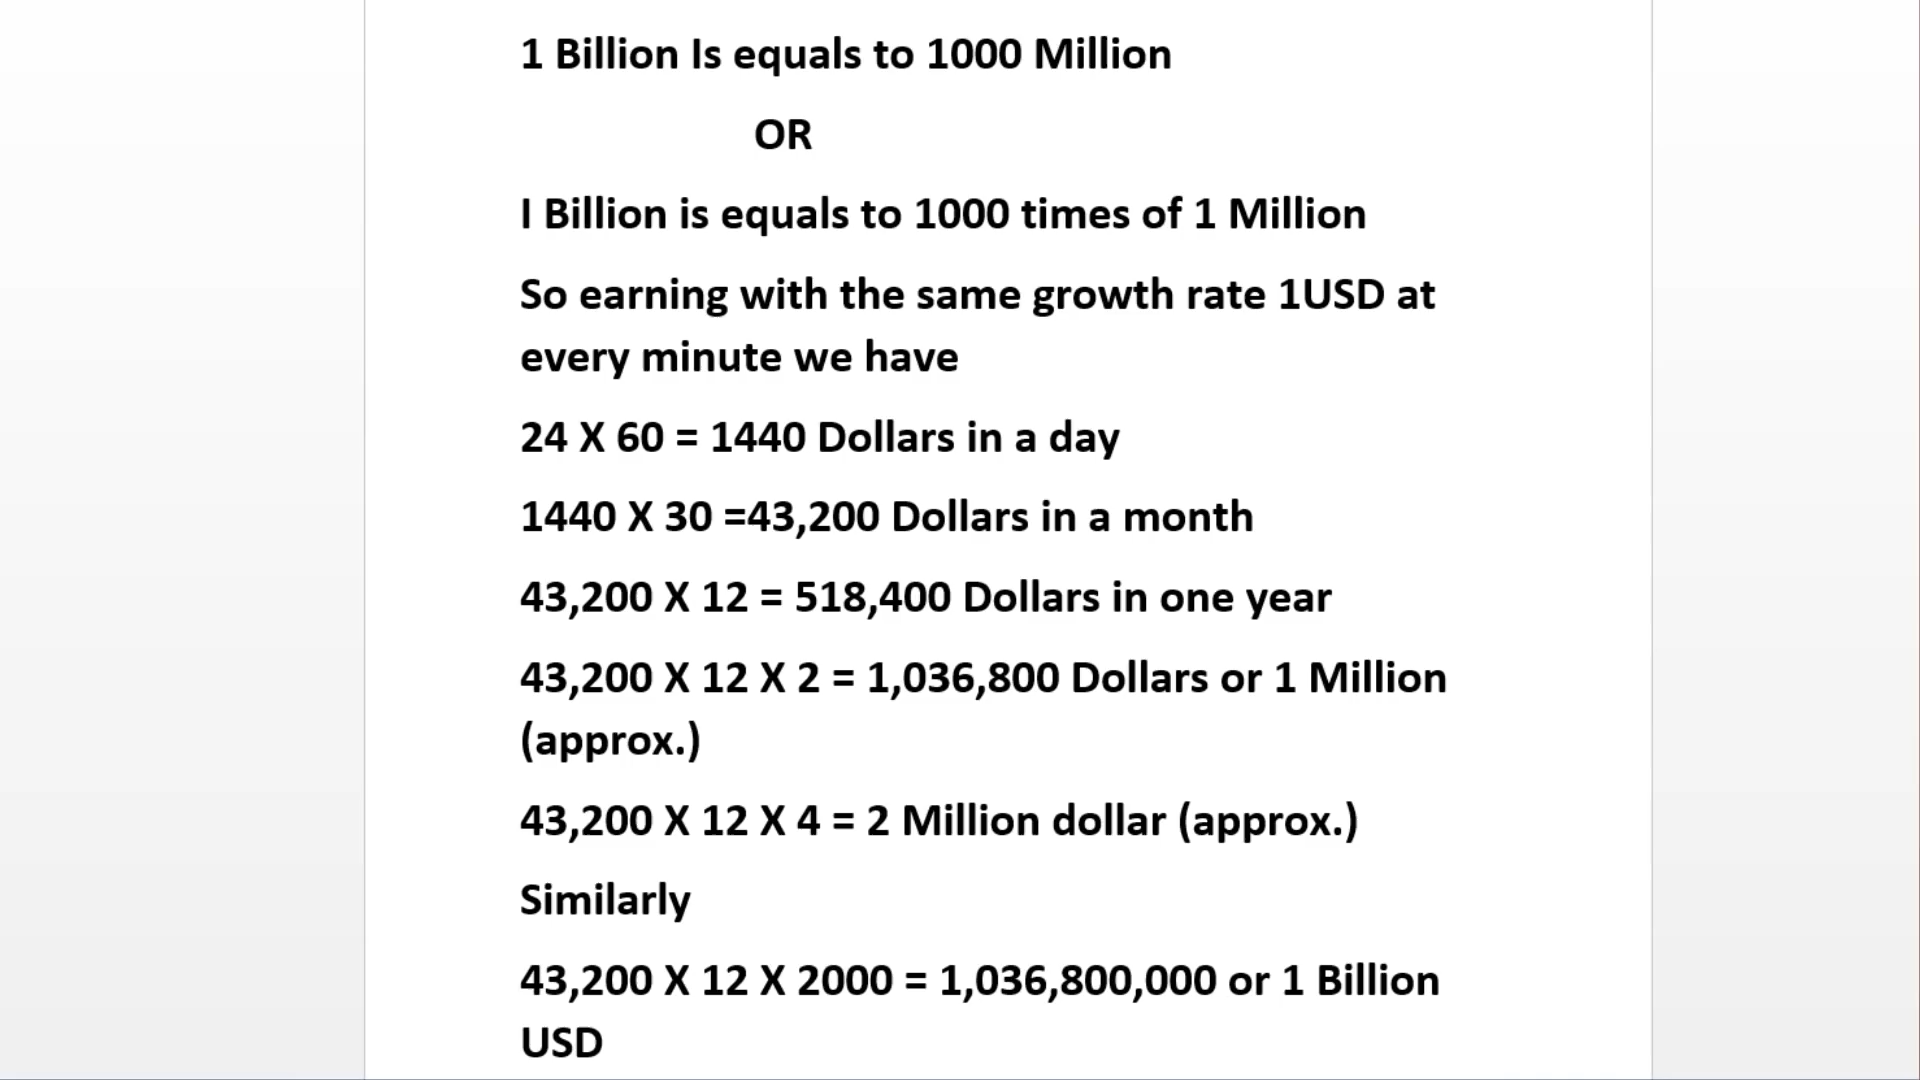 1 Billion Is equals to 1000 Million
OR
I Billion is equals to 1000 times of 1 Million
So earning with the same growth rate 1USD at
every minute we have
24 X 60 = 1440 Dollars in a day
1440 X 30 =43,200 Dollars in a month
43,200 X 12 = 518,400 Dollars in one year
43,200 X 12 X 2 = 1,036,800 Dollars or 1 Million
(approx.)
43,200 X 12 X 4 = 2 Million dollar (approx.)
Similarly
43,200 X 12 X 2000 = 1,036,800,000 or 1 Billion
USD